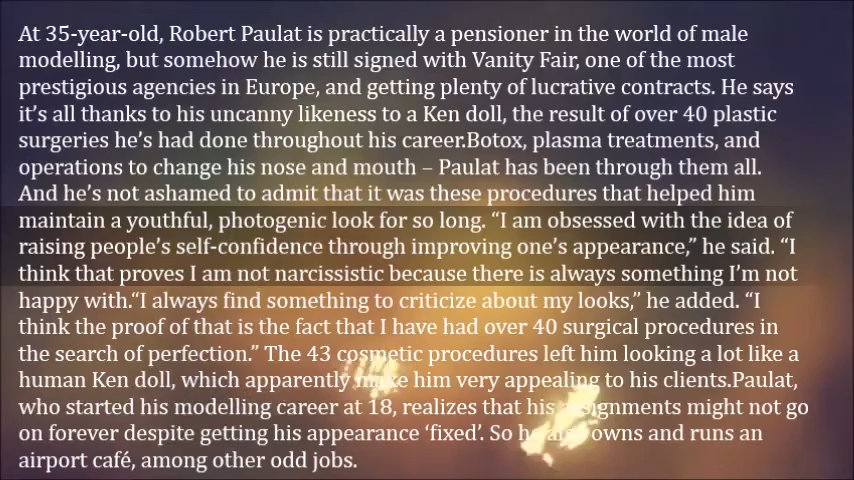 At 35-year-old, Robert Paulat is practically a pensioner in the world of male
modelling, but somehow he is still signed with Vanity Fair, one of the most
prestigious agencies in Europe, and getting plenty of lucrative contracts. He says
it’s all thanks to his uncanny likeness to a Ken doll, the result of over 40 plastic
surgeries he’s had done throughout his career.Botox, plasma treatments, and
operations to change his nose and mouth – Paulat has been through them all.
And he’s not ashamed to admit that it was these procedures that helped him
maintain a youthful, photogenic look for so long. “I am obsessed with the idea of
raising people’s self-confidence through improving one’s appearance,” he said. “I
think that proves I am not narcissistic because there is always something I’m not
happy with.“I always find something to criticize about my looks,” he added. “I
think the proof of that is the fact that I have had over 40 surgical procedures in
the search of perfection.” The 43 cosmetic procedures left him looking a lot like a
human Ken doll, which apparently make him very appealing to his clients.Paulat,
who started his modelling career at 18, realizes that his assignments might not go
on forever despite getting his appearance ‘fixed’. So he also owns and runs an
airport café, among other odd jobs.